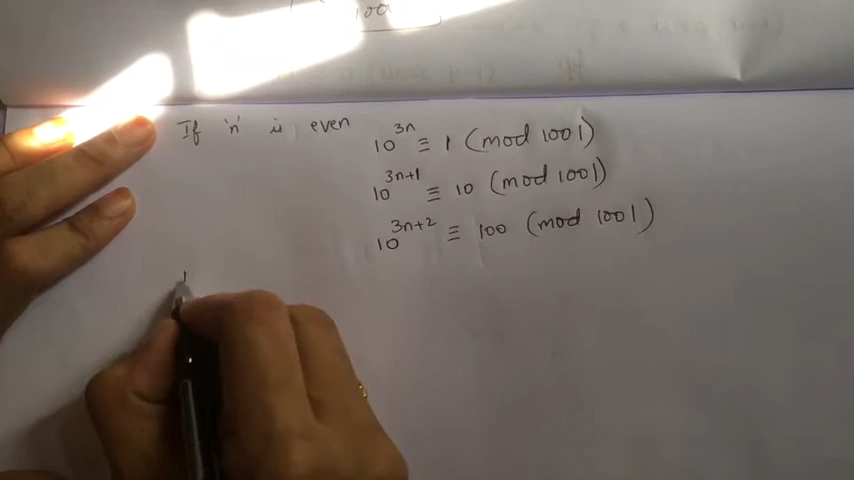 1001
If 'n' is even 10^{3n} ≡ 1 (mod 1001)
10^{3n+1} ≡ 10 (mod 1001)
10^{3n+2} ≡ 100 (mod 1001)